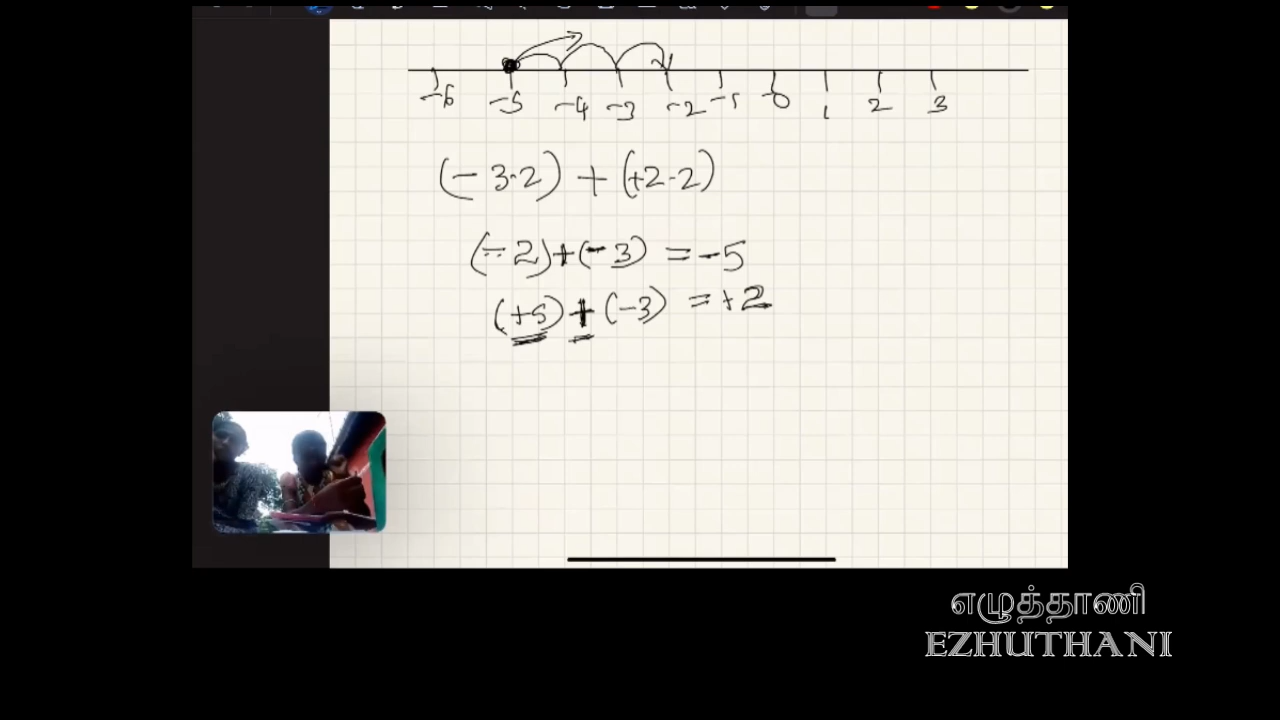 -6 -5 -4 -3 -2 -1 -0 1 2 3
(- 3.2) + (+2.2)
(-2)+(-3) = -5
(+5) + (-3) = +2
எழுத்தாணி
EZHUTHANI